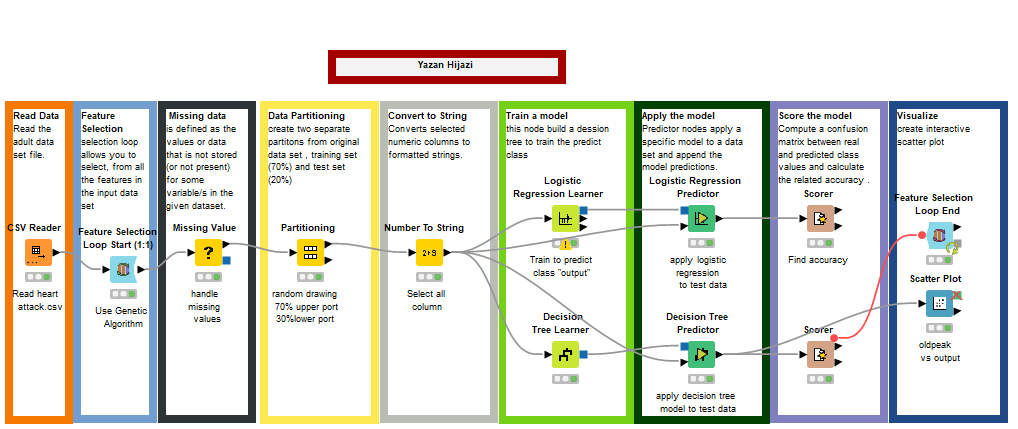 Yazan Hijazi
Read Data
Read the
adult data
set file.
CSV Reader
Read heart
attack.csv
Feature
Selection
selection loop
allows you to
select, from all
the features in
the input data
set
Feature Selection
Loop Start (1:1)
Use Genetic
Algorithm
Missing data
is defined as the
values or data
that is not stored
(or not present)
for some
variable/s in the
given dataset.
Missing Value
?
handle
missing
values
Data Partitioning
create two separate
partitons from original
data set , training set
(70%) and test set
(20%)
Partitioning
random drawing
70% upper port
30%lower port
Convert to String
Converts selected
numeric columns to
formatted strings.
Number To String
2›S
Select all
column
Train a model
this node build a dession
tree to train the predict
class
Logistic
Regression Learner
Train to predict
class "output"
Decision
Tree Learner
Apply the model
Predictor nodes apply a
specific model to a data
set and append the
model predictions.
Logistic Regression
Predictor
apply logistic
regression
to test data
Decision Tree
Predictor
apply decision tree
model to test data
Score the model
Compute a confusion
matrix between real
and predicted class
values and calculate
the related accuracy .
Scorer
Find accuracy
Scorer
Visualize
create interactive
scatter plot
Feature Selection
Loop End
Scatter Plot
oldpeak
vs output